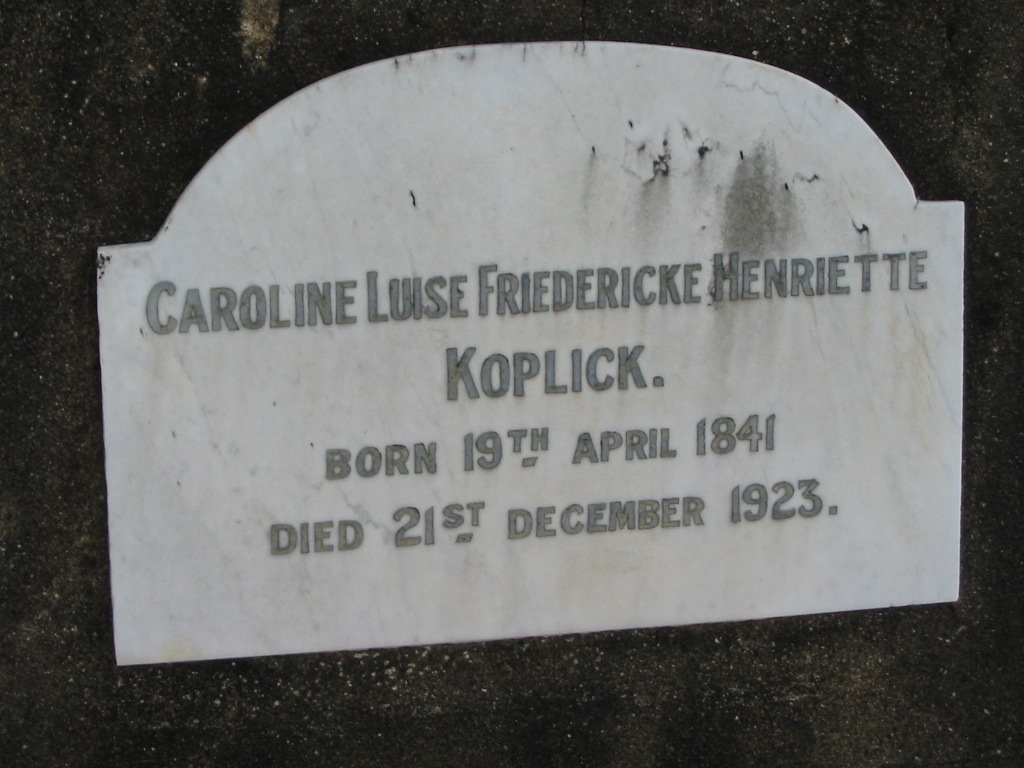 CAROLINE LUISE FRIEDERICKE HENRIETTE
KOPLICK.
BORN 19TH APRIL 1841
DIED 21ST DECEMBER 1923.